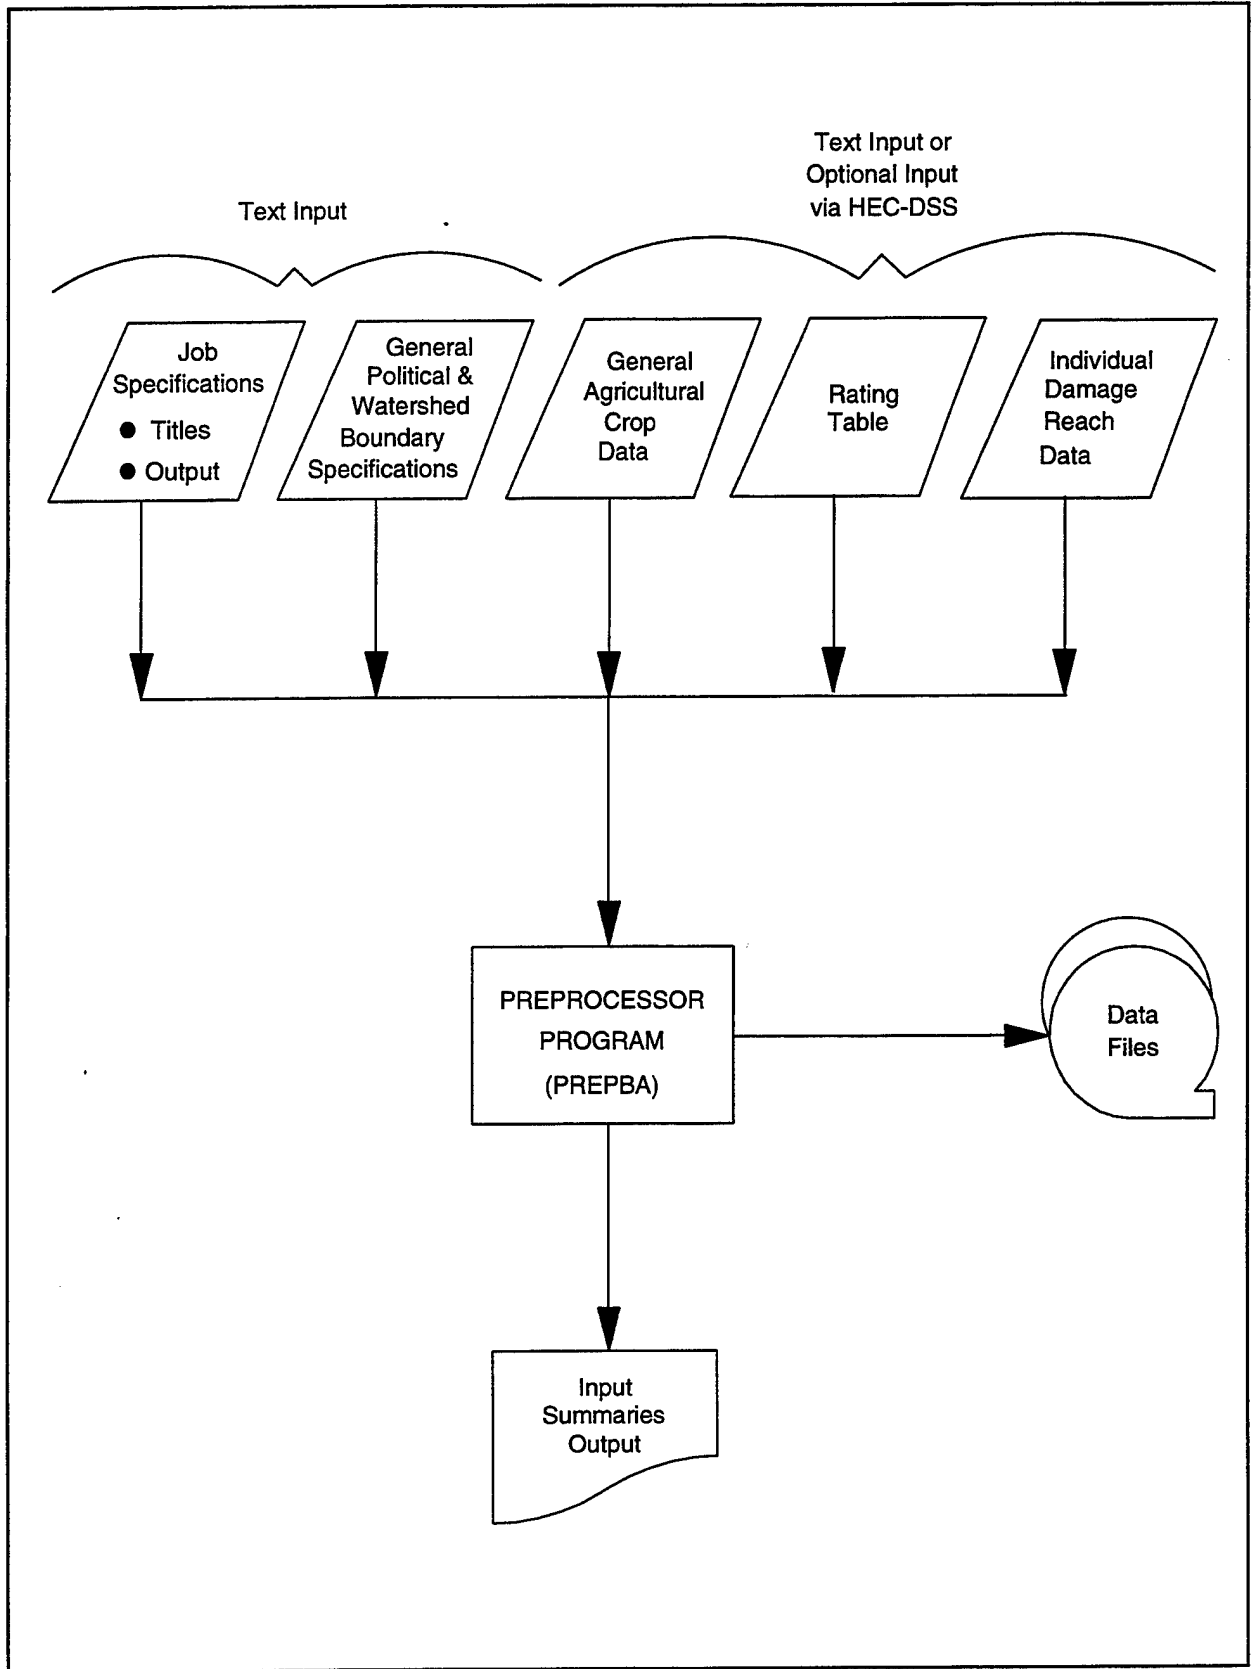 Text Input
Text Input or
Optional Input
via HEC-DSS
Job
Specifications
● Titles
● Output
General
Political &
Watershed
Boundary
Specifications
General
Agricultural
Crop
Data
Rating
Table
Individual
Damage
Reach
Data
PREPROCESSOR
PROGRAM
(PREPBA)
Data
Files
Input
Summaries
Output